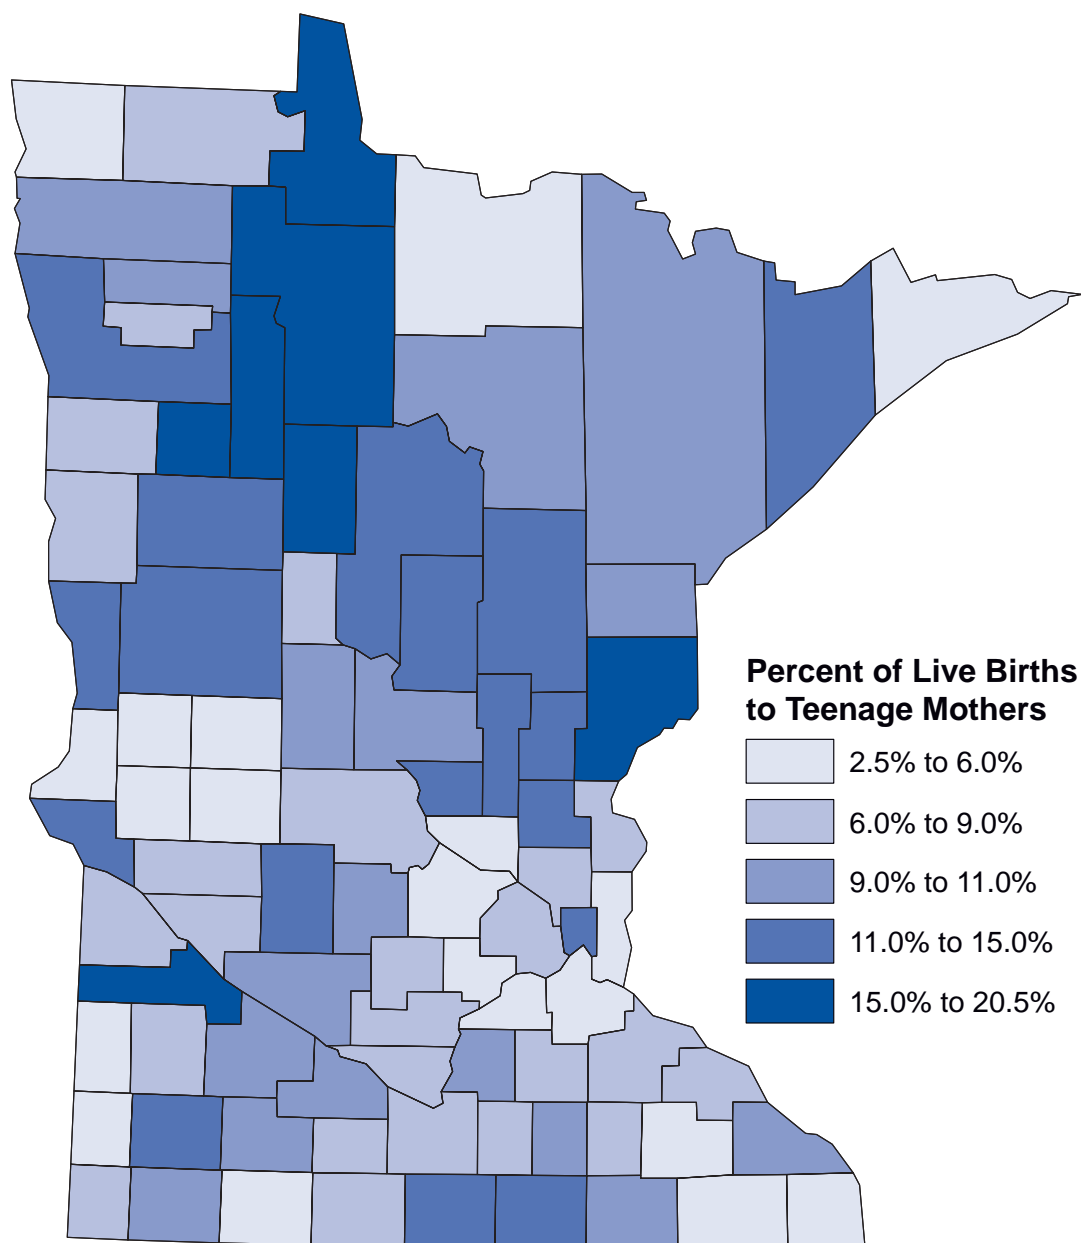 Percent of Live Births
to Teenage Mothers
2.5% to 6.0%
6.0% to 9.0%
9.0% to 11.0%
11.0% to 15.0%
15.0% to 20.5%